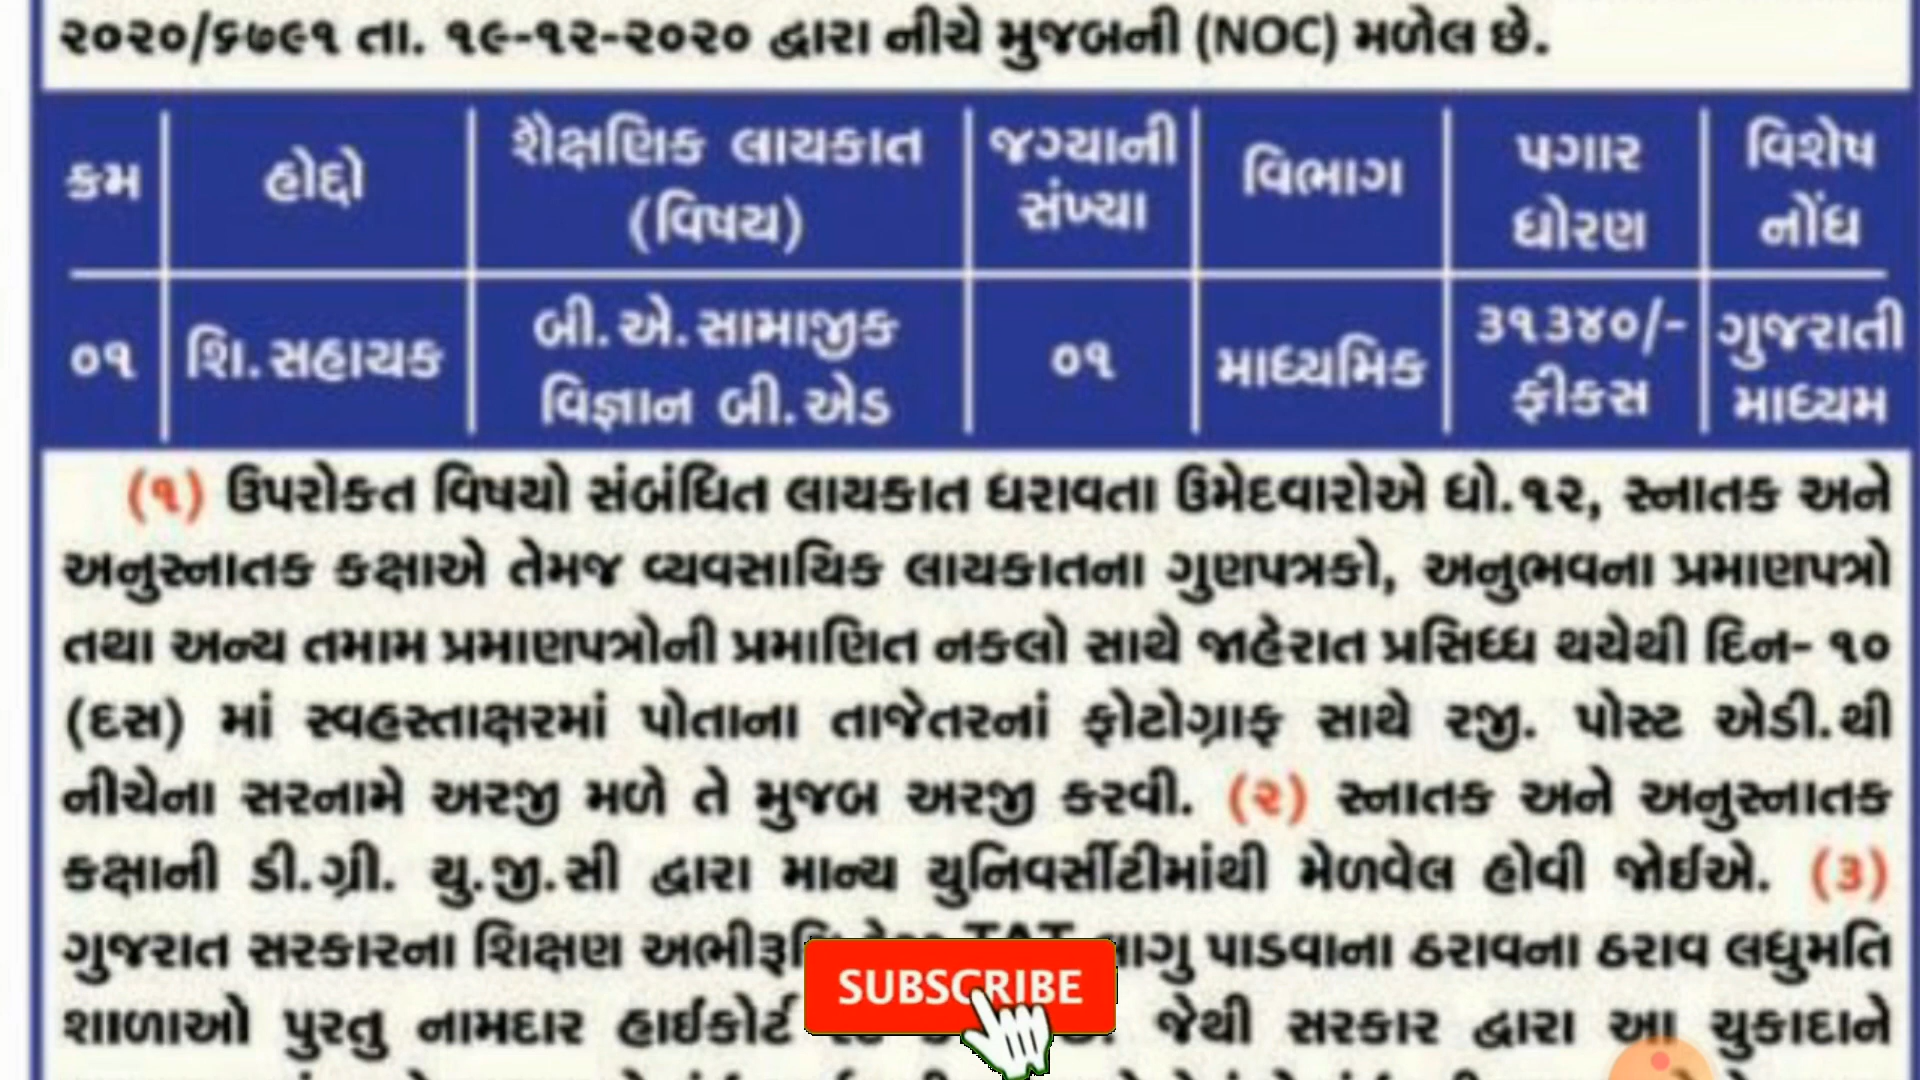 ૨૦૨૦/૬૭૯૧ તા. ૧૯-૧૨-૨૦૨૦ દ્વારા નીચે મુજબની (NOC) મળેલ છે.
ક્રમ
હોદ્દો
શૈક્ષણિક લાયકાત
(વિષય)
જગ્યાની
સંખ્યા
વિભાગ
પગાર
ધોરણ
વિશેષ
નોંધ
૦૧
શિ.સહાયક
બી.એ.સામાજીક
વિજ્ઞાન બી.એડ
૦૧
માધ્યમિક
૩૧૩૪૦/-
ફીકસ
ગુજરાતી
માધ્યમ
(૧) ઉપરોકત વિષયો સંબંધિત લાયકાત ધરાવતા ઉમેદવારોએ ધો.૧૨, સ્નાતક અને
અનુસ્નાતક કક્ષાએ તેમજ વ્યવસાયિક લાયકાતના ગુણપત્રકો, અનુભવના પ્રમાણપત્રો
તથા અન્ય તમામ પ્રમાણપત્રોની પ્રમાણિત નકલો સાથે જાહેરાત પ્રસિધ્ધ થયેથી દિન- ૧૦
(દસ) માં સ્વહસ્તાક્ષરમાં પોતાના તાજેતરનાં ફોટોગ્રાફ સાથે રજી. પોસ્ટ એડી.થી
નીચેના સરનામે અરજી મળે તે મુજબ અરજી કરવી. (૨) સ્નાતક અને અનુસ્નાતક
કક્ષાની ડી.ગ્રી. યુ.જી.સી દ્વારા માન્ય યુનિવર્સીટીમાંથી મેળવેલ હોવી જોઈએ. (૩)
ગુજરાત સરકારના શિક્ષણ પાડવાના ઠરાવના ઠરાવ લઘુમતિ
શાળાઓ પુરતુ નામદાર હાઈકોર્ટ જેથી સરકાર દ્વારા આ ચુકાદાને
SUBSCRIBE